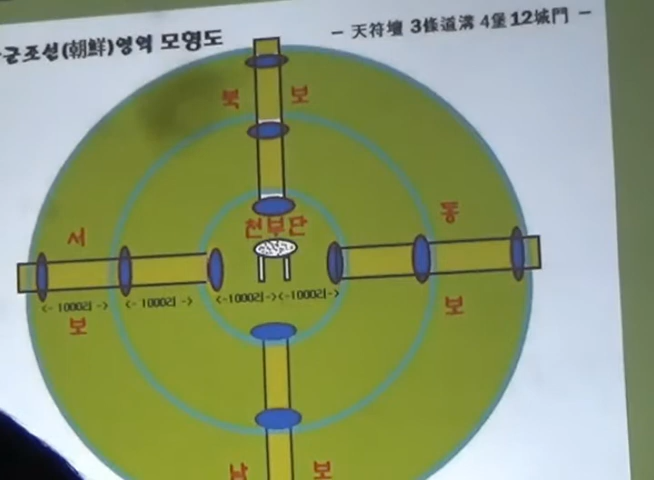 군조선(朝鮮)영역 모형도
- 天符壇 3條道溝 4堡 12城門 -
북 보
천부단
서
동
<- 1000리 -> <- 1000리 -> <-1000리-><-1000리->
보
보
남 보